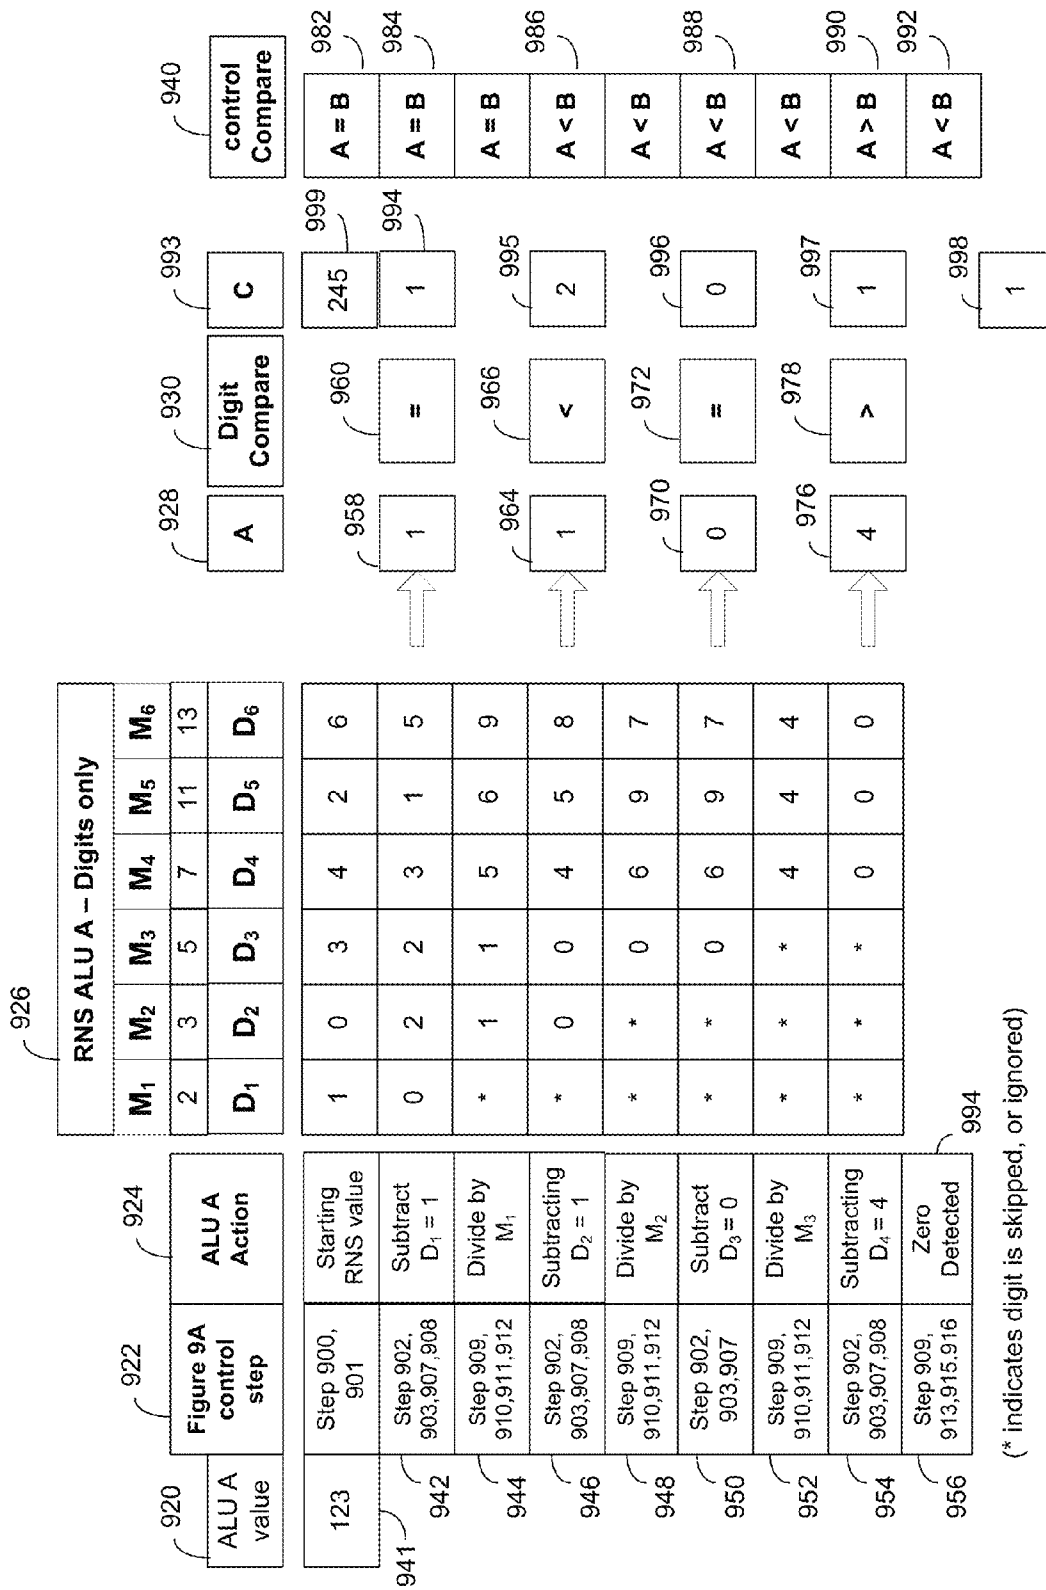 920
922
924
926
928
930
993
940
ALU A
value
Figure 9A
control
step
ALU A
Action
RNS ALU A – Digits only
M1 M2 M3 M4 M5 M6
2 3 5 7 11 13
D1 D2 D3 D4 D5 D6
A
Digit
Compare
C
control
Compare
123
941
Step 900,
901
Starting
RNS value
1 0 3 4 2 6
245
999
A = B
982
942
Step 902,
903,907,908
Subtract
D1 = 1
0 2 2 3 1 5
958
1
960
=
1
994
A = B
984
944
Step 909,
910,911,912
Divide by
M1
* 1 1 5 6 9
A = B
946
Step 902,
903,907,908
Subtracting
D2 = 1
* 0 0 4 5 8
964
1
966
<
995
2
A < B
986
948
Step 909,
910,911,912
Divide by
M2
* * 0 6 9 7
A < B
950
Step 902,
903,907
Subtract
D3 = 0
* * 0 6 9 7
970
0
972
=
996
0
A < B
988
952
Step 909,
910,911,912
Divide by
M3
* * * 4 4 4
A < B
954
Step 902,
903,907,908
Subtracting
D4 = 4
* * * 0 0 0
976
4
978
>
997
1
A > B
990
956
Step 909,
913,915,916
Zero
Detected
994
A < B
992
998
1
(* indicates digit is skipped, or ignored)